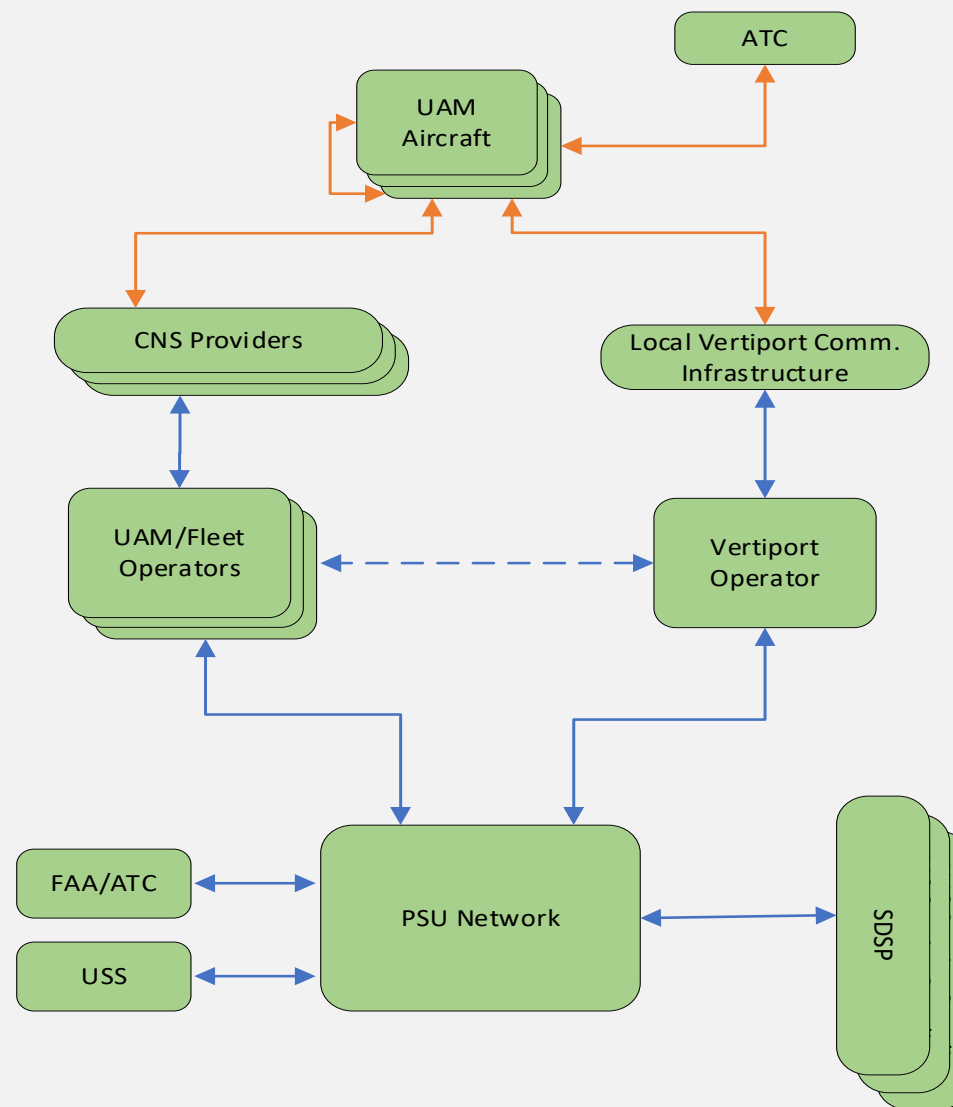 ATC
UAM
Aircraft
CNS Providers
Local Vertiport Comm.
Infrastructure
UAM/Fleet
Operators
Vertiport
Operator
FAA/ATC
PSU Network
SDSP
USS